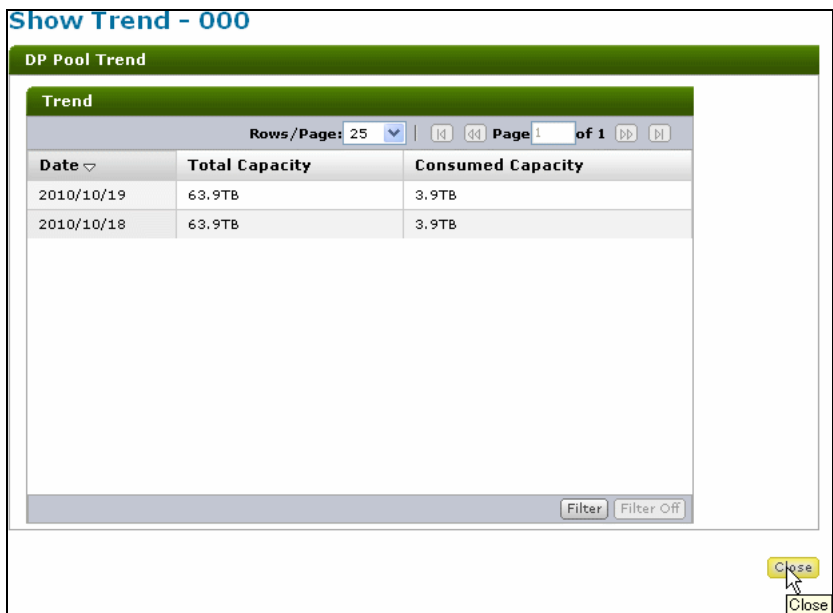 Show Trend - 000
DP Pool Trend
Trend
Rows/Page: 25 Page 1 of 1
Date Total Capacity Consumed Capacity
2010/10/19 63.9TB 3.9TB
2010/10/18 63.9TB 3.9TB
Filter Filter Off
Close
Close